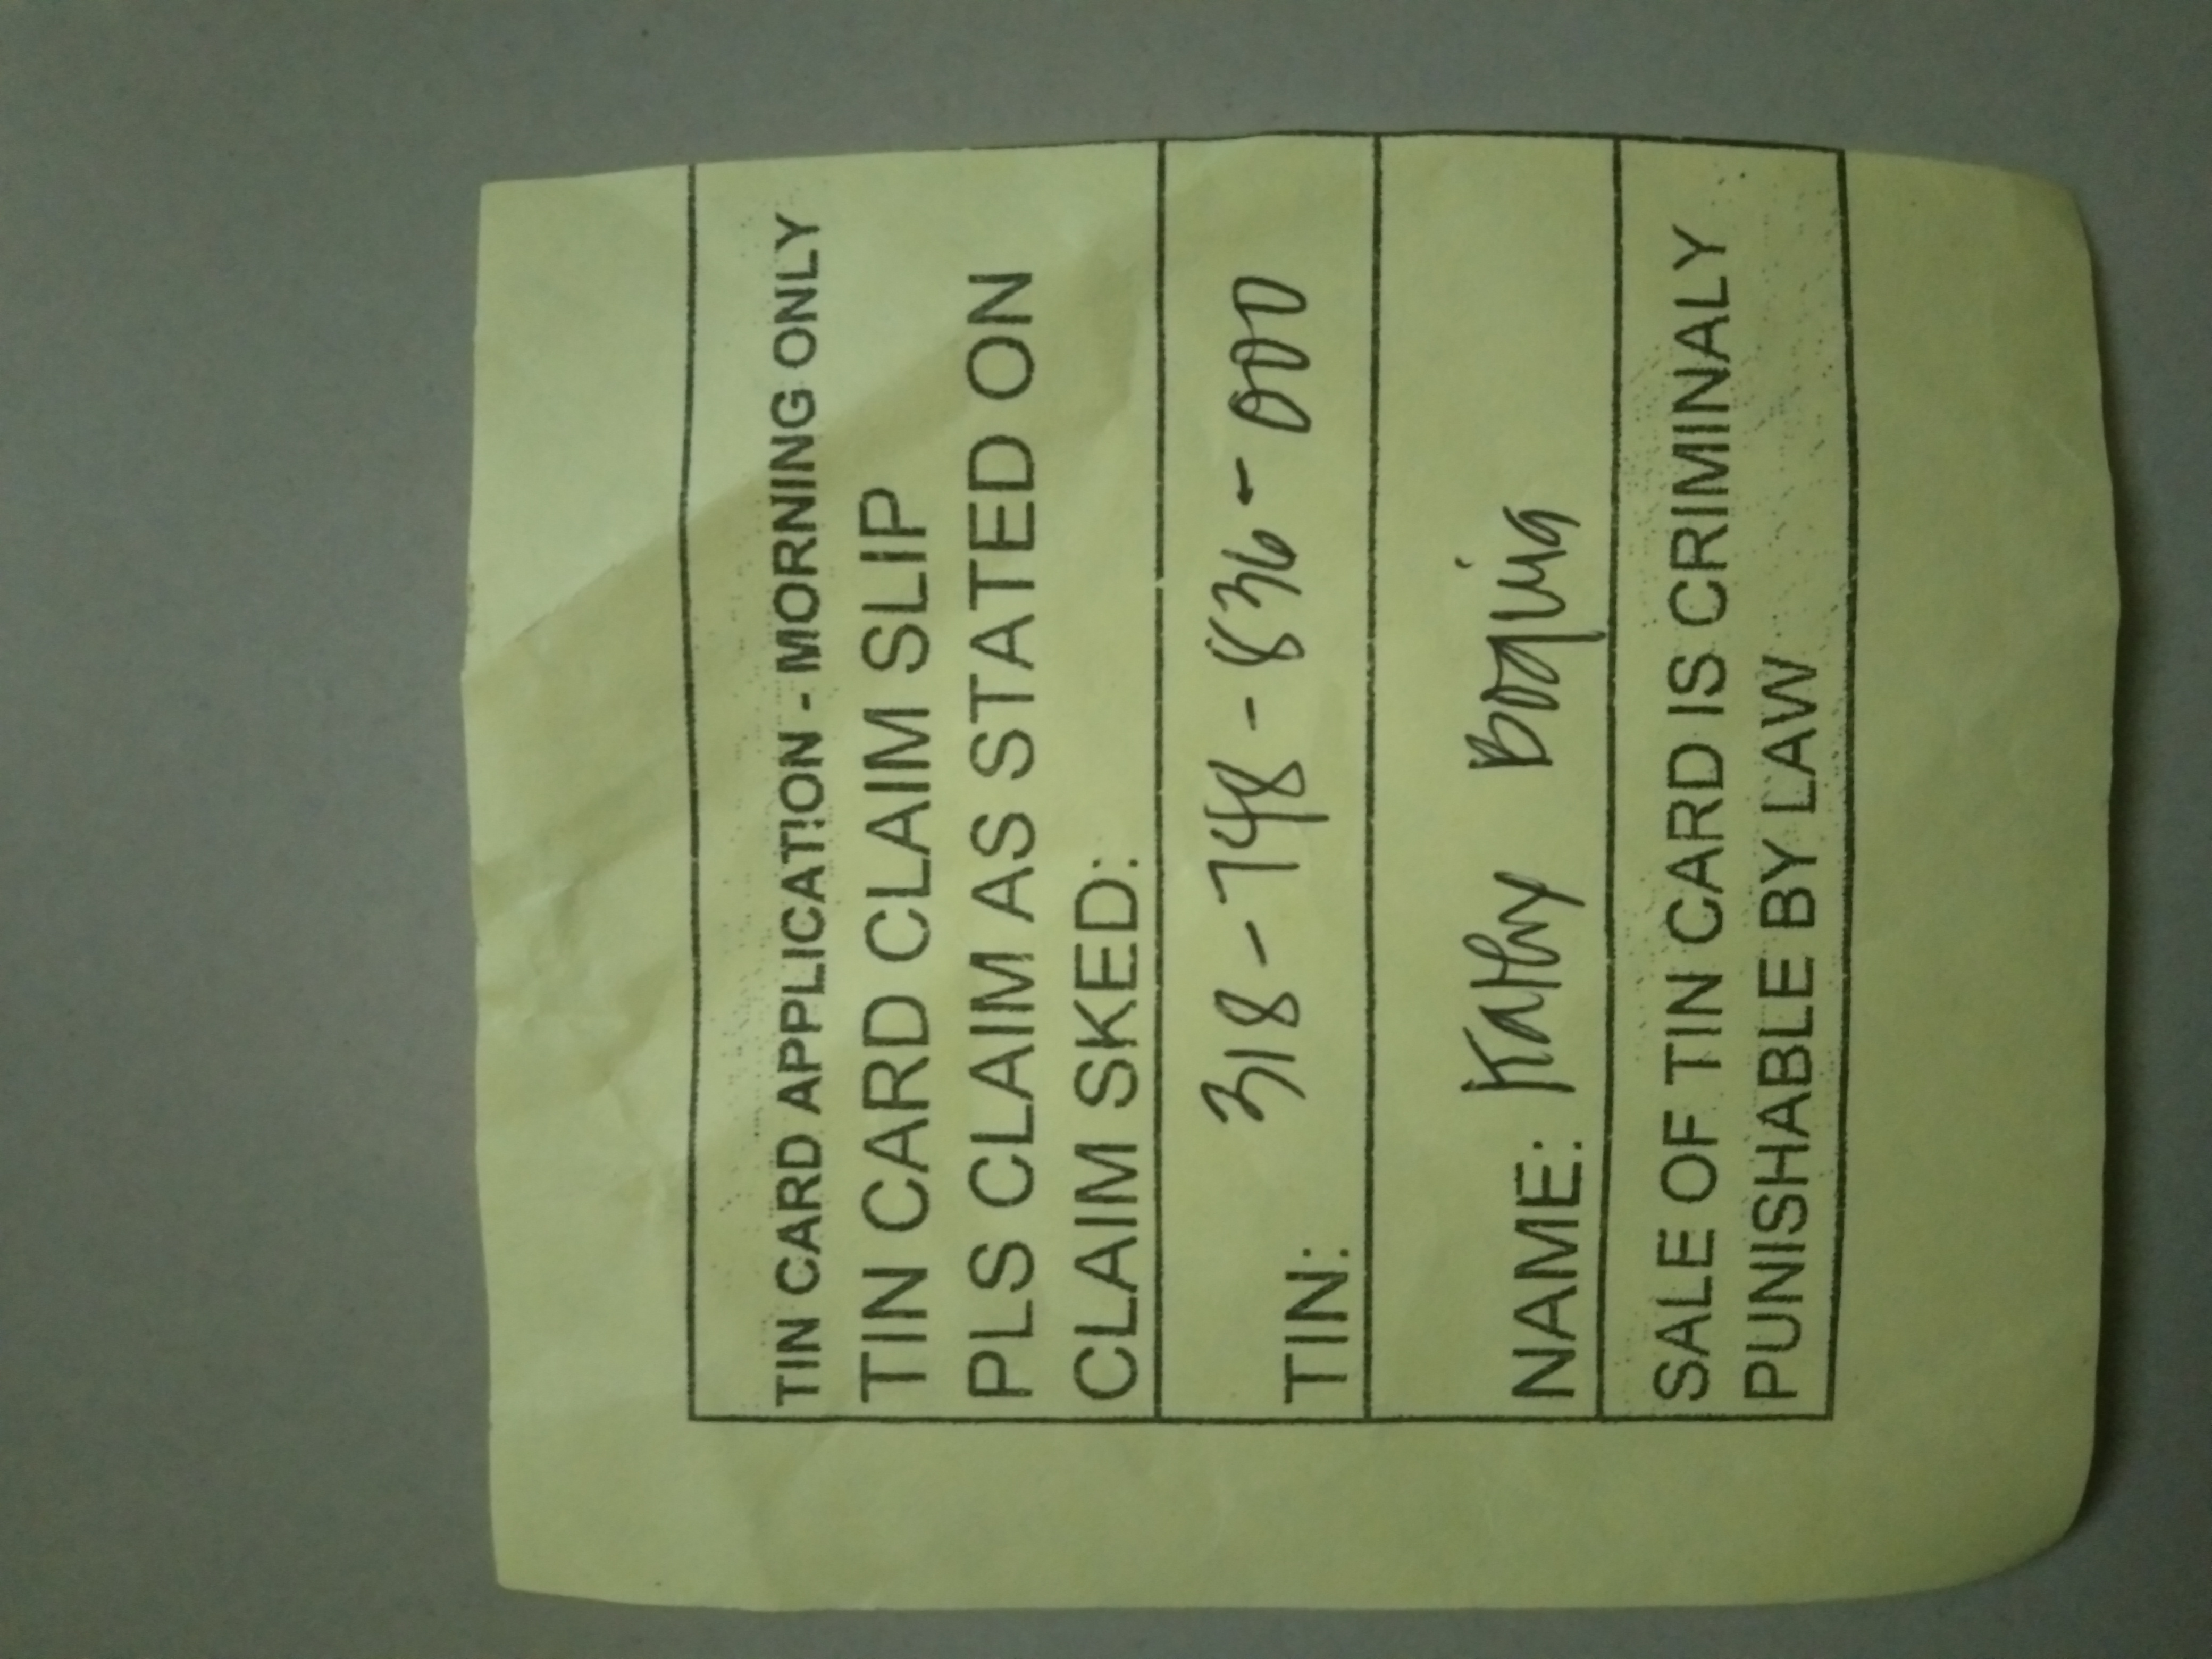 TIN CARD APPLICATION - MORNING ONLY
TIN CARD CLAIM SLIP
PLS CLAIM AS STATED ON
CLAIM SKED:
TIN: 318-748-836-000
NAME: Kathy Boquia
SALE OF TIN CARD IS CRIMINALY
PUNISHABLE BY LAW